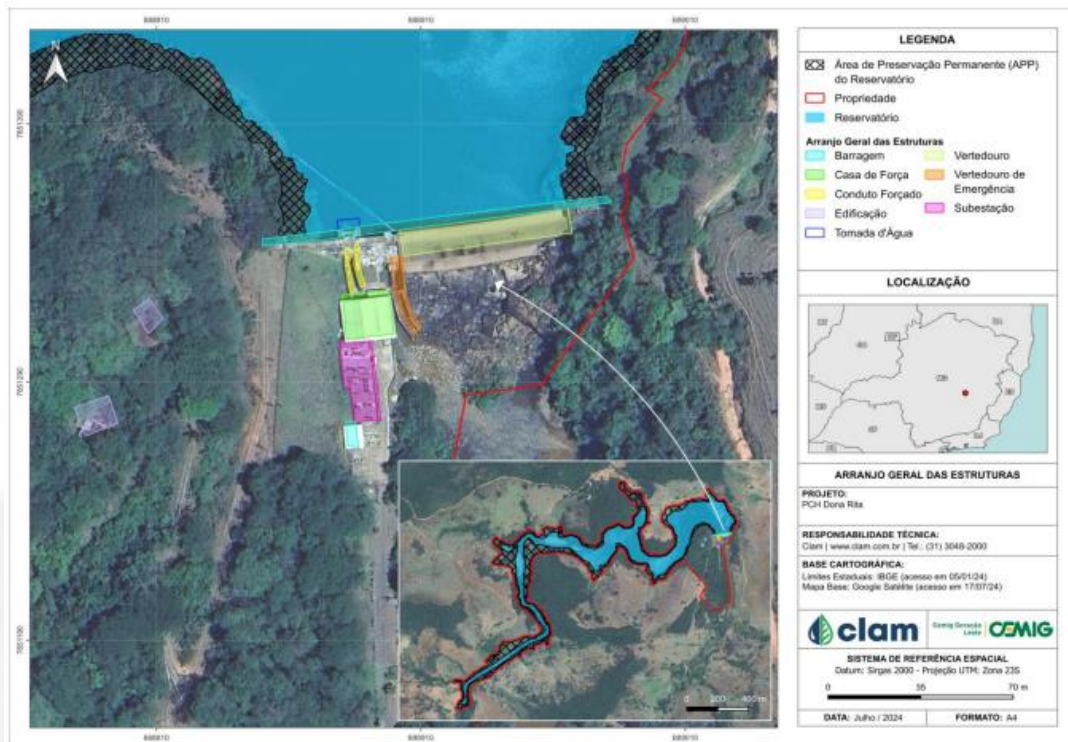 N
LEGENDA
Área de Preservação Permanente (APP)
do Reservatório
Propriedade
Reservatório
Arranjo Geral das Estruturas
Barragem
Casa de Força
Conduto Forçado
Edificação
Tomada d'Água
Vertedouro
Vertedouro de
Emergência
Subestação
LOCALIZAÇÃO
ARRANJO GERAL DAS ESTRUTURAS
PROJETO:
PCH Dona Rita
RESPONSABILIDADE TÉCNICA:
Clam | www.clam.com.br | Tel.: (31) 3048-2000
BASE CARTOGRÁFICA:
Limites Estaduais: IBGE (acesso em 05/01/24)
Mapa Base: Google Satélite (acesso em 17/07/24)
clam
Cemig Geração
Leste
CEMIG
SISTEMA DE REFERÊNCIA ESPACIAL
Datum: Sirgas 2000 - Projeção UTM: Zona 23S
0 35 70 m
DATA: Julho / 2024
FORMATO: A4
0 200 400 m